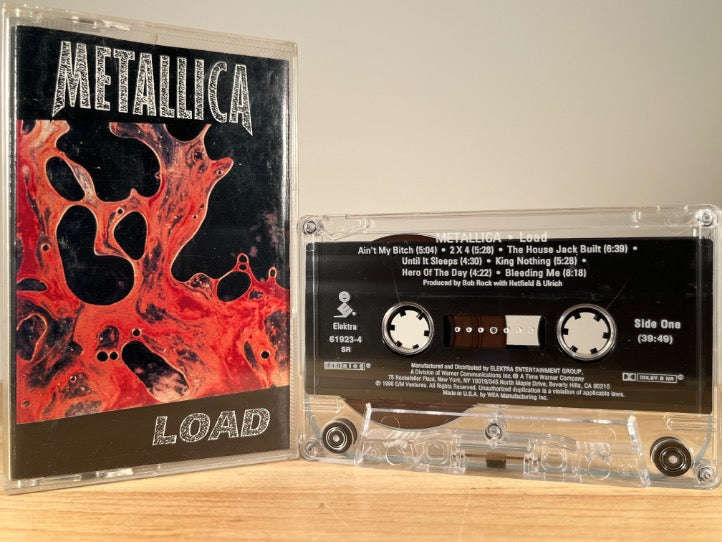 METALLICA
LOAD
METALLICA • Load
Ain't My Bitch (5:04) • 2 X 4 (5:28) • The House Jack Built (6:39) •
Until It Sleeps (4:30) • King Nothing (5:28) •
Hero Of The Day (4:22) • Bleeding Me (8:18)
Produced by Bob Rock with Hetfield & Ulrich
Elektra
61923-4
SR
Side One
(39:49)
DOLBY B NR
Manufactured and Distributed by ELEKTRA ENTERTAINMENT GROUP,
A Division of Warner Communications Inc. ℗ A Time Warner Company
75 Rockefeller Plaza, New York, NY 10019/345 North Maple Drive, Beverly Hills, CA 90210
© 1996 E/M Ventures. Unauthorized duplication is a violation of applicable laws.
Made in U.S.A. by WEA Manufacturing Inc.